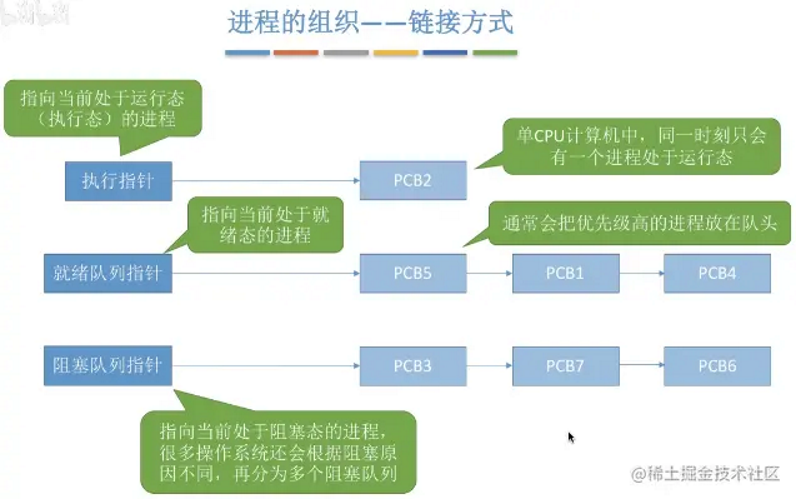 进程的组织——链接方式
指向当前处于运行态
（执行态）的进程
单CPU计算机中，同一时刻只会
有一个进程处于运行态
执行指针
PCB2
指向当前处于就
绪态的进程
通常会把优先级高的进程放在队头
就绪队列指针
PCB5
PCB1
PCB4
阻塞队列指针
PCB3
PCB7
PCB6
指向当前处于阻塞态的进程，
很多操作系统还会根据阻塞原
因不同，再分为多个阻塞队列
@稀土掘金技术社区